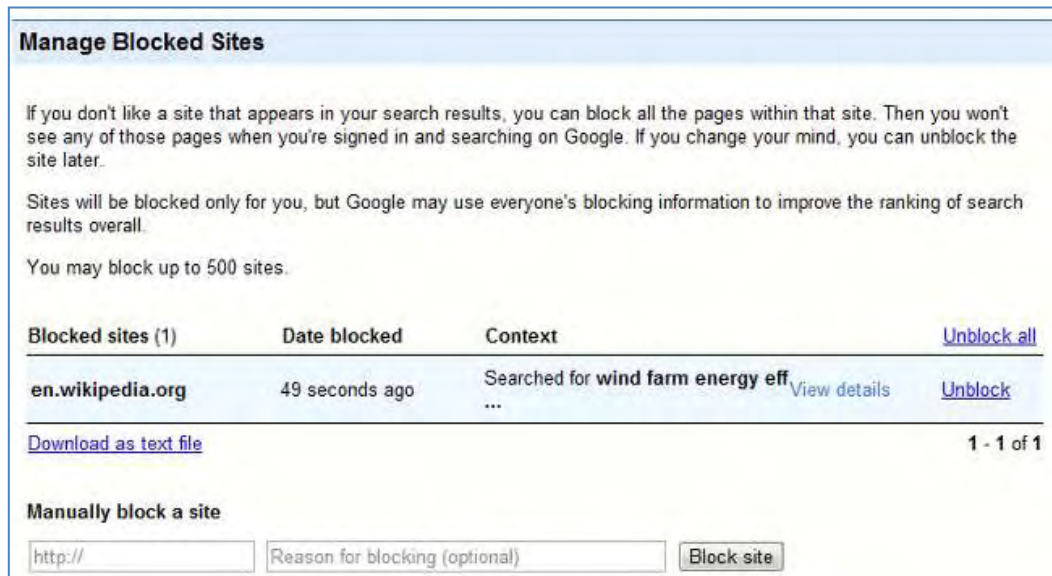 Manage Blocked Sites
If you don't like a site that appears in your search results, you can block all the pages within that site. Then you won't
see any of those pages when you're signed in and searching on Google. If you change your mind, you can unblock the
site later.
Sites will be blocked only for you, but Google may use everyone's blocking information to improve the ranking of search
results overall.
You may block up to 500 sites.
Blocked sites (1) Date blocked Context Unblock all
en.wikipedia.org 49 seconds ago Searched for wind farm energy eff View details Unblock
...
Download as text file 1 - 1 of 1
Manually block a site
http:// Reason for blocking (optional) Block site